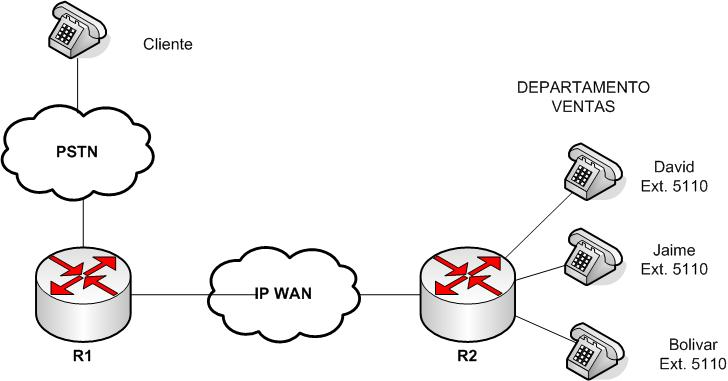 Cliente
DEPARTAMENTO
VENTAS
PSTN
David
Ext. 5110
Jaime
Ext. 5110
IP WAN
R1
R2
Bolivar
Ext. 5110